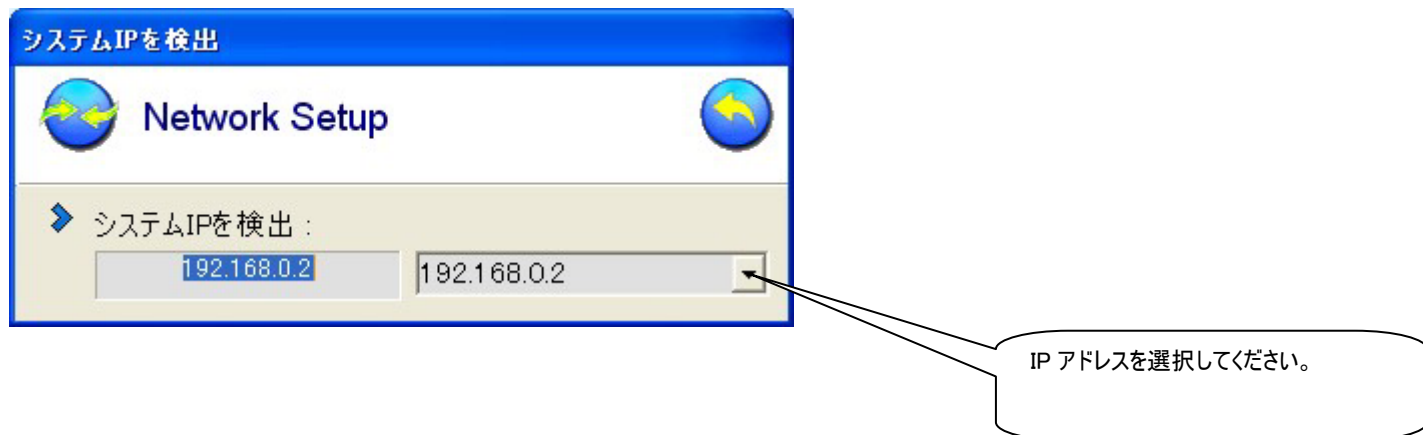 システムIPを検出
Network Setup
システムIPを検出 :
192.168.0.2 192.168.0.2
IP アドレスを選択してください。